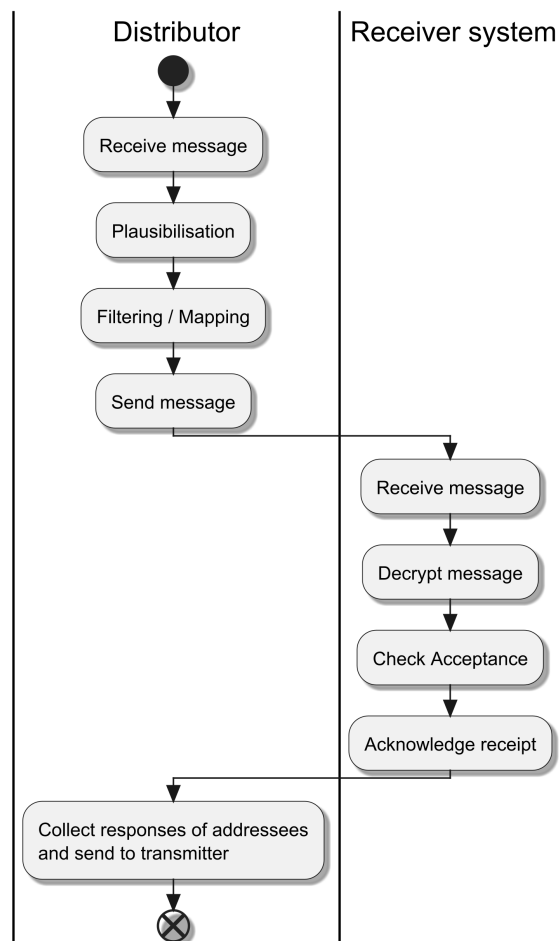 Distributor
Receiver system
Receive message
Plausibilisation
Filtering / Mapping
Send message
Receive message
Decrypt message
Check Acceptance
Acknowledge receipt
Collect responses of addressees
and send to transmitter